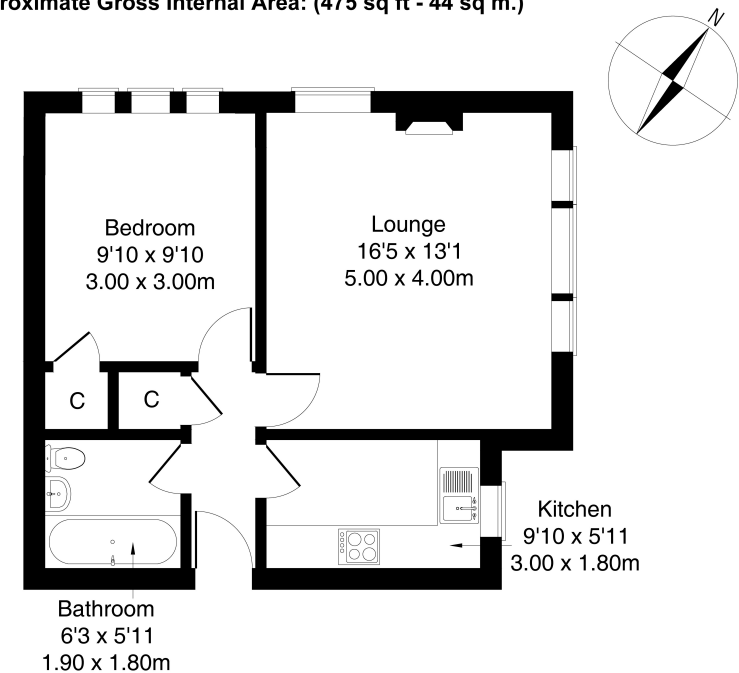 roximate Gross Internal Area: (475 sq ft - 44 sq m.)
N
Bedroom
9'10 x 9'10
3.00 x 3.00m
Lounge
16'5 x 13'1
5.00 x 4.00m
C
C
Kitchen
9'10 x 5'11
3.00 x 1.80m
Bathroom
6'3 x 5'11
1.90 x 1.80m